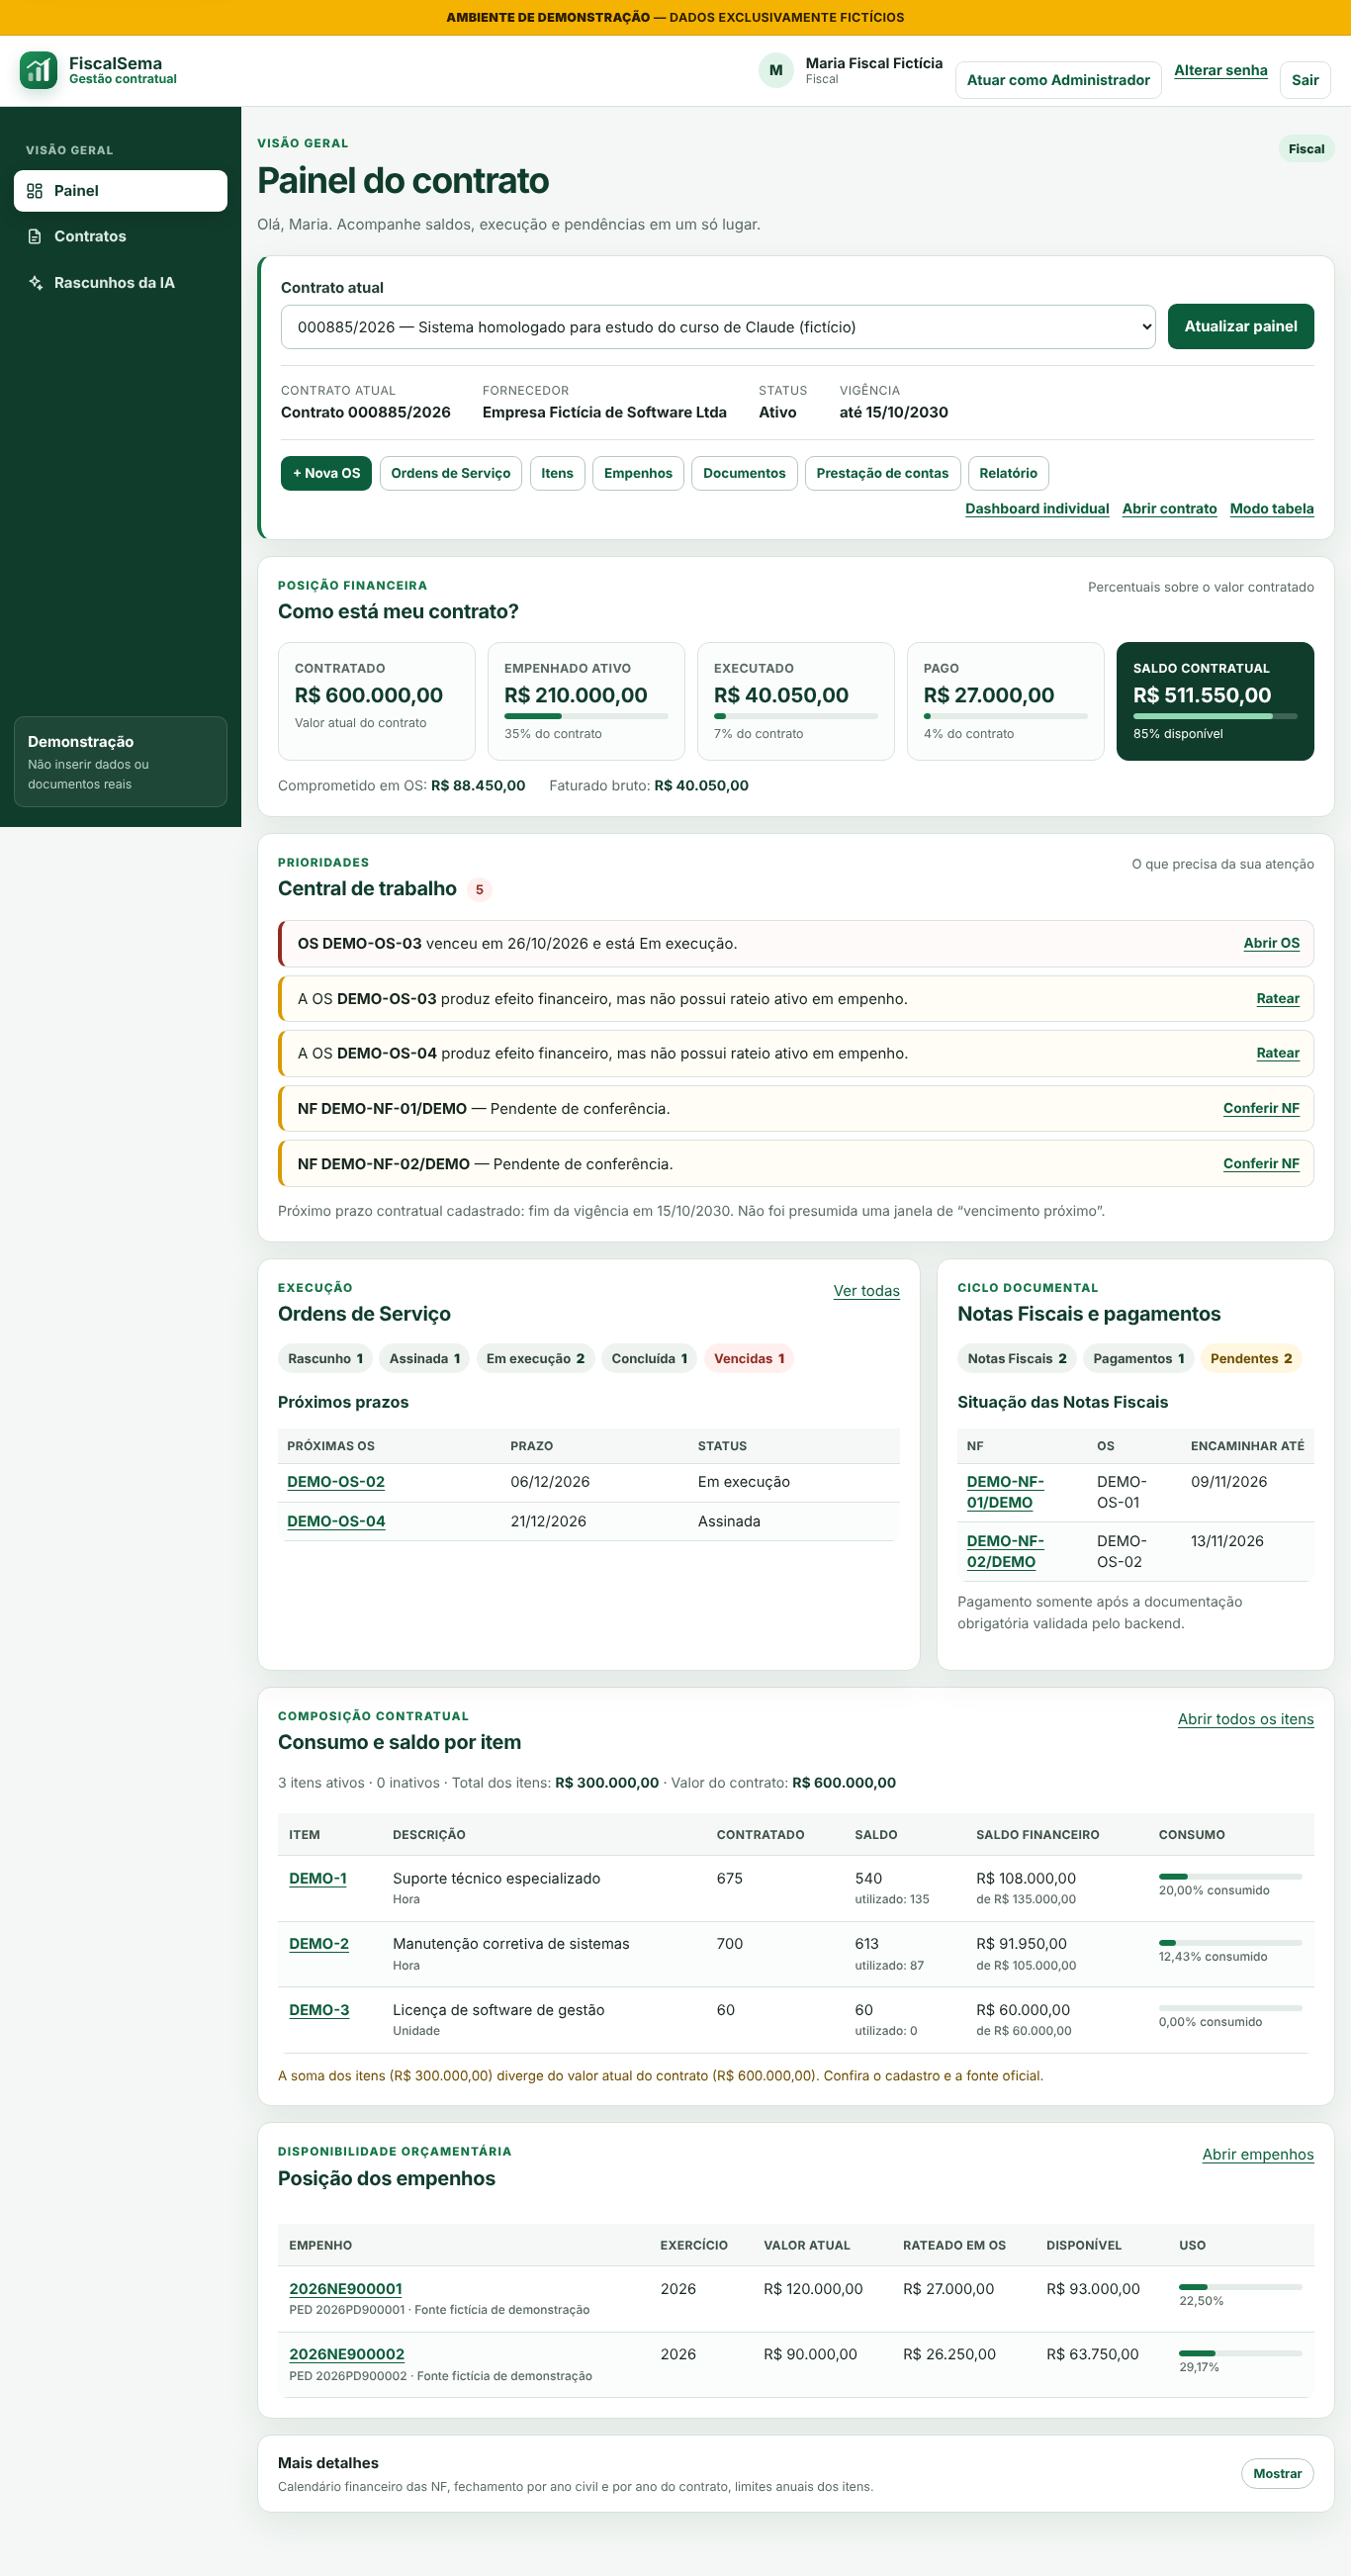 AMBIENTE DE DEMONSTRAÇÃO — DADOS EXCLUSIVAMENTE FICTÍCIOS
FiscalSema
Gestão contratual
M
Maria Fiscal Fictícia
Fiscal
Atuar como Administrador
Alterar senha
Sair
VISÃO GERAL
Painel
Contratos
Rascunhos da IA
Demonstração
Não inserir dados ou
documentos reais
VISÃO GERAL
Fiscal
Painel do contrato
Olá, Maria. Acompanhe saldos, execução e pendências em um só lugar.
Contrato atual
000885/2026 — Sistema homologado para estudo do curso de Claude (fictício)
Atualizar painel
CONTRATO ATUAL
Contrato 000885/2026
FORNECEDOR
Empresa Fictícia de Software Ltda
STATUS
Ativo
VIGÊNCIA
até 15/10/2030
+ Nova OS
Ordens de Serviço
Itens
Empenhos
Documentos
Prestação de contas
Relatório
Dashboard individual
Abrir contrato
Modo tabela
POSIÇÃO FINANCEIRA
Como está meu contrato?
Percentuais sobre o valor contratado
CONTRATADO
R$ 600.000,00
Valor atual do contrato
EMPENHADO ATIVO
R$ 210.000,00
35% do contrato
EXECUTADO
R$ 40.050,00
7% do contrato
PAGO
R$ 27.000,00
4% do contrato
SALDO CONTRATUAL
R$ 511.550,00
85% disponível
Comprometido em OS: R$ 88.450,00 Faturado bruto: R$ 40.050,00
PRIORIDADES
Central de trabalho 5
O que precisa da sua atenção
OS DEMO-OS-03 venceu em 26/10/2026 e está Em execução.
Abrir OS
A OS DEMO-OS-03 produz efeito financeiro, mas não possui rateio ativo em empenho.
Ratear
A OS DEMO-OS-04 produz efeito financeiro, mas não possui rateio ativo em empenho.
Ratear
NF DEMO-NF-01/DEMO — Pendente de conferência.
Conferir NF
NF DEMO-NF-02/DEMO — Pendente de conferência.
Conferir NF
Próximo prazo contratual cadastrado: fim da vigência em 15/10/2030. Não foi presumida uma janela de “vencimento próximo”.
EXECUÇÃO
Ordens de Serviço
Ver todas
Rascunho 1
Assinada 1
Em execução 2
Concluída 1
Vencidas 1
Próximos prazos
PRÓXIMAS OS PRAZO STATUS
DEMO-OS-02 06/12/2026 Em execução
DEMO-OS-04 21/12/2026 Assinada
CICLO DOCUMENTAL
Notas Fiscais e pagamentos
Notas Fiscais 2
Pagamentos 1
Pendentes 2
Situação das Notas Fiscais
NF OS ENCAMINHAR ATÉ
DEMO-NF- DEMO- 09/11/2026
01/DEMO OS-01
DEMO-NF- DEMO- 13/11/2026
02/DEMO OS-02
Pagamento somente após a documentação
obrigatória validada pelo backend.
COMPOSIÇÃO CONTRATUAL
Consumo e saldo por item
Abrir todos os itens
3 itens ativos · 0 inativos · Total dos itens: R$ 300.000,00 · Valor do contrato: R$ 600.000,00
ITEM DESCRIÇÃO CONTRATADO SALDO SALDO FINANCEIRO CONSUMO
DEMO-1 Suporte técnico especializado 675 540 R$ 108.000,00
Hora utilizado: 135 de R$ 135.000,00 20,00% consumido
DEMO-2 Manutenção corretiva de sistemas 700 613 R$ 91.950,00
Hora utilizado: 87 de R$ 105.000,00 12,43% consumido
DEMO-3 Licença de software de gestão 60 60 R$ 60.000,00
Unidade utilizado: 0 de R$ 60.000,00 0,00% consumido
A soma dos itens (R$ 300.000,00) diverge do valor atual do contrato (R$ 600.000,00). Confira o cadastro e a fonte oficial.
DISPONIBILIDADE ORÇAMENTÁRIA
Posição dos empenhos
Abrir empenhos
EMPENHO EXERCÍCIO VALOR ATUAL RATEADO EM OS DISPONÍVEL USO
2026NE900001 2026 R$ 120.000,00 R$ 27.000,00 R$ 93.000,00
PED 2026PD900001 · Fonte fictícia de demonstração 22,50%
2026NE900002 2026 R$ 90.000,00 R$ 26.250,00 R$ 63.750,00
PED 2026PD900002 · Fonte fictícia de demonstração 29,17%
Mais detalhes
Calendário financeiro das NF, fechamento por ano civil e por ano do contrato, limites anuais dos itens.
Mostrar